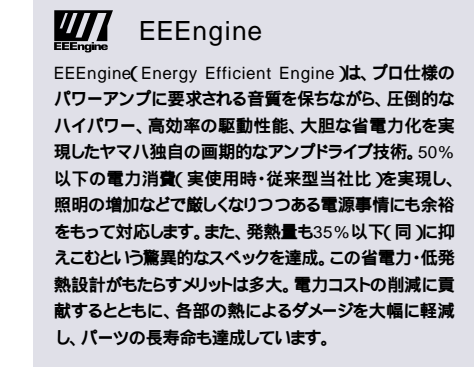 EEEngine
EEEngine
EEEngine(Energy Efficient Engine)は、プロ仕様の
パワーアンプに要求される音質を保ちながら、圧倒的な
ハイパワー、高効率の駆動性能、大胆な省電力化を実
現したヤマハ独自の画期的なアンプドライブ技術。50%
以下の電力消費(実使用時・従来型当社比)を実現し、
照明の増加などで厳しくなりつつある電源事情にも余裕
をもって対応します。また、発熱量も35%以下(同)に抑
えこむという驚異的なスペックを達成。この省電力・低発
熱設計がもたらすメリットは多大。電力コストの削減に貢
献するとともに、各部の熱によるダメージを大幅に軽減
し、パーツの長寿命も達成しています。